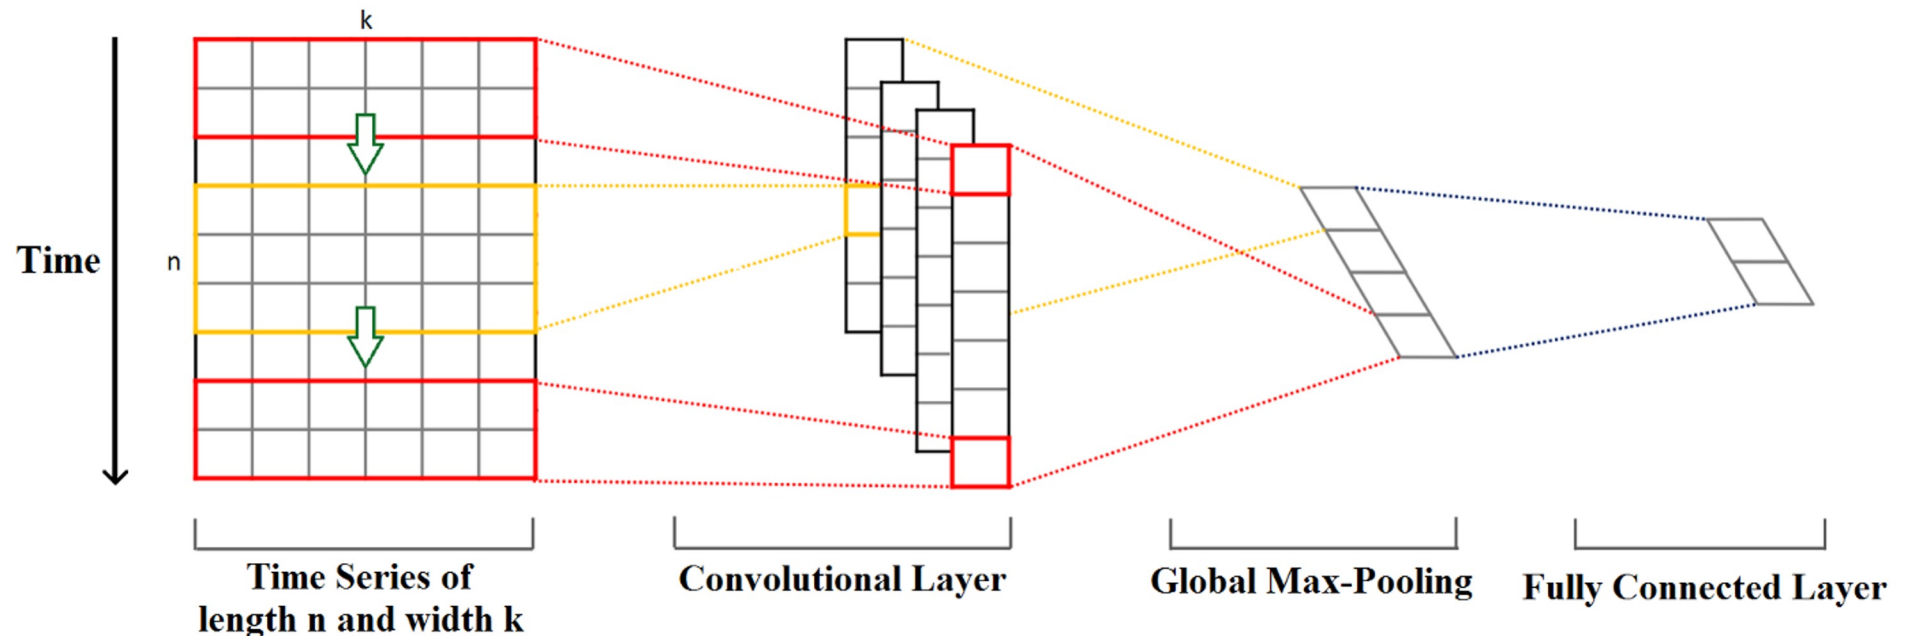 k
Time
n
Time Series of
length n and width k
Convolutional Layer
Global Max-Pooling
Fully Connected Layer